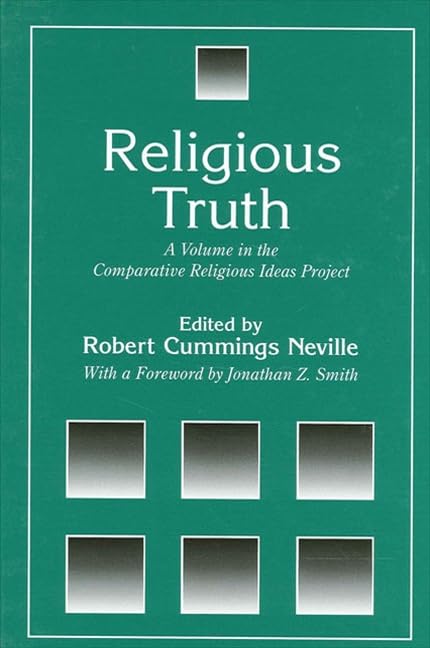 Religious
Truth
A Volume in the
Comparative Religious Ideas Project
Edited by
Robert Cummings Neville
With a Foreword by Jonathan Z. Smith